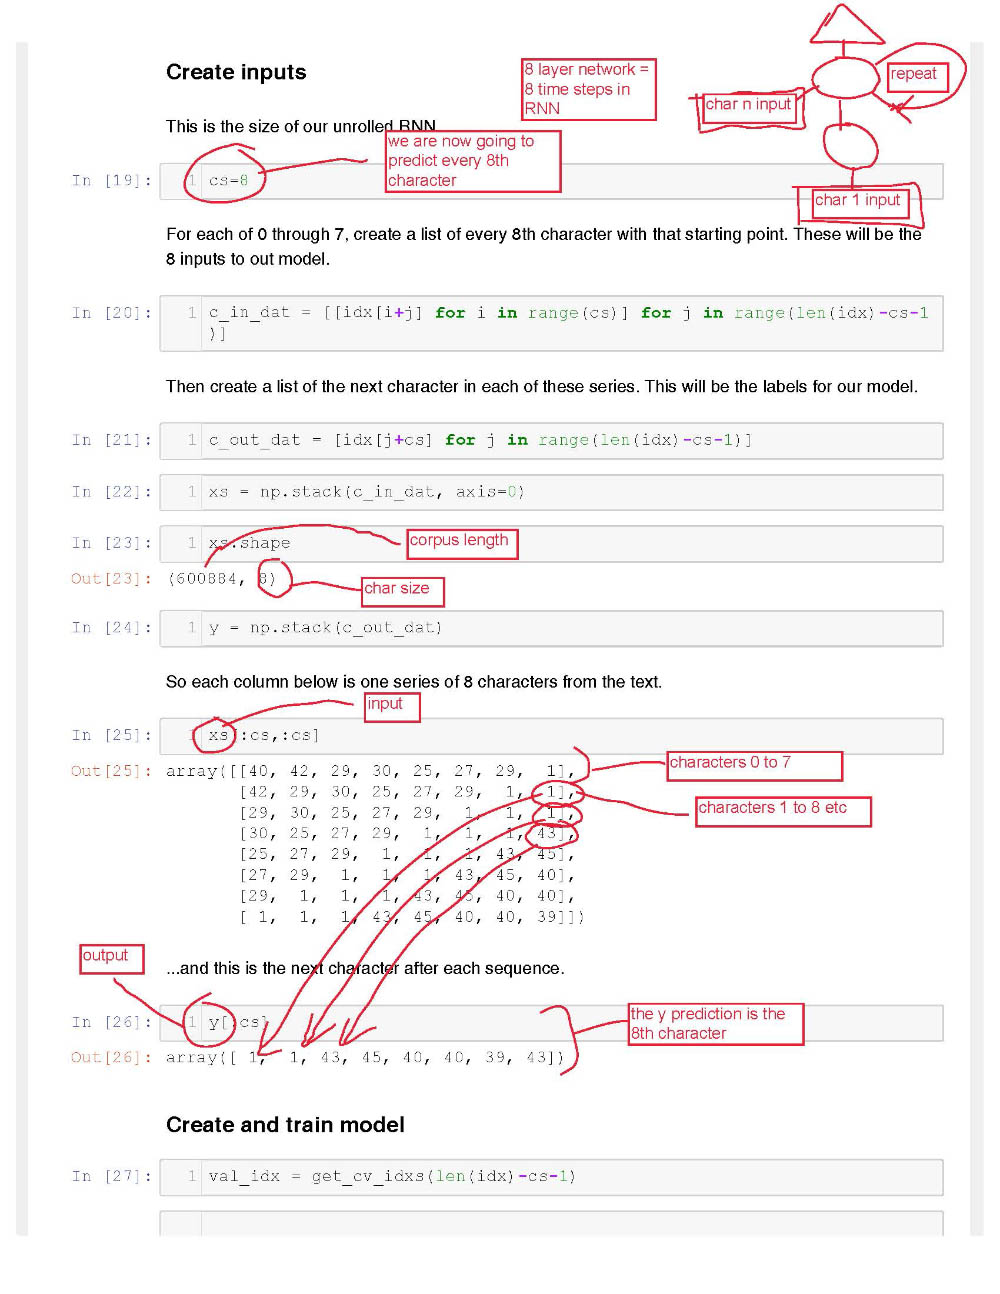 Create inputs
8 layer network =
8 time steps in
RNN
repeat
char n input
This is the size of our unrolled RNN
we are now going to
predict every 8th
character
In [19]: 1 cs=8
char 1 input
For each of 0 through 7, create a list of every 8th character with that starting point. These will be the
8 inputs to out model.
In [20]: 1 c_in_dat = [[idx[i+j] for i in range(cs)] for j in range(len(idx)-cs-1
)]
Then create a list of the next character in each of these series. This will be the labels for our model.
In [21]: 1 c_out_dat = [idx[j+cs] for j in range(len(idx)-cs-1)]
In [22]: 1 xs = np.stack(c_in_dat, axis=0)
In [23]: 1 xs.shape
corpus length
Out[23]: (600884, 8)
char size
In [24]: 1 y = np.stack(c_out_dat)
So each column below is one series of 8 characters from the text.
input
In [25]: 1 xs[:cs,:cs]
Out[25]: array([[40, 42, 29, 30, 25, 27, 29, 1],
characters 0 to 7
[42, 29, 30, 25, 27, 29, 1, 1],
characters 1 to 8 etc
[29, 30, 25, 27, 29, 1, 1, 1],
[30, 25, 27, 29, 1, 1, 1, 43],
[25, 27, 29, 1, 1, 1, 43, 45],
[27, 29, 1, 1, 1, 43, 45, 40],
[29, 1, 1, 1, 43, 45, 40, 40],
[ 1, 1, 1, 43, 45, 40, 40, 39]])
output
...and this is the next character after each sequence.
In [26]: 1 y[:cs]
the y prediction is the
8th character
Out[26]: array([ 1, 1, 43, 45, 40, 40, 39, 43])
Create and train model
In [27]: 1 val_idx = get_cv_idxs(len(idx)-cs-1)